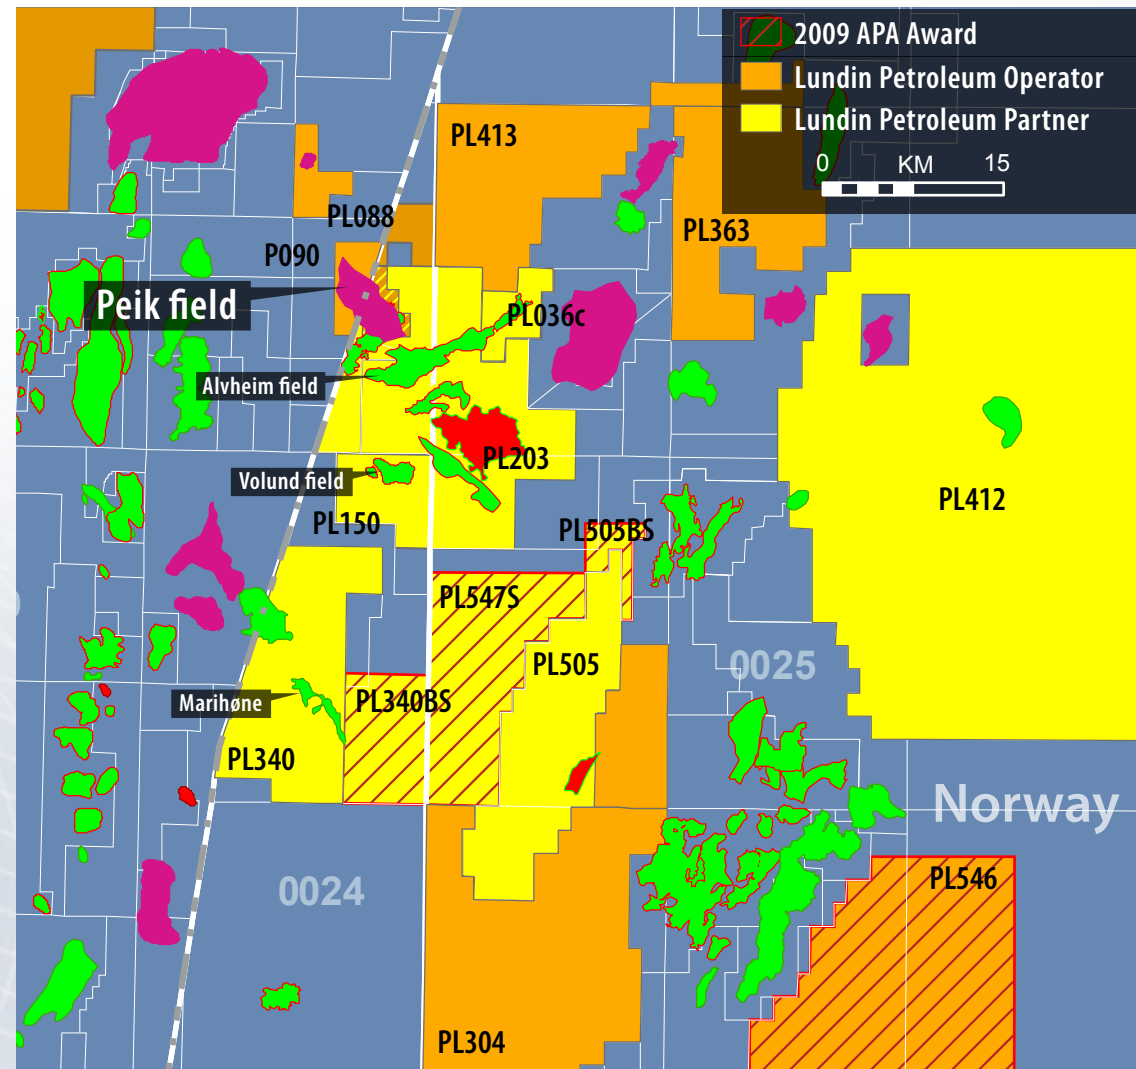 2009 APA Award
Lundin Petroleum Operator
Lundin Petroleum Partner
0 KM 15
PL413
PL088
PL363
P090
Peik field
PL036c
Alvheim field
PL203
Volund field
PL412
PL150
PL505BS
PL547S
PL505
0025
Marihøne
PL340BS
PL340
Norway
0024
PL546
PL304